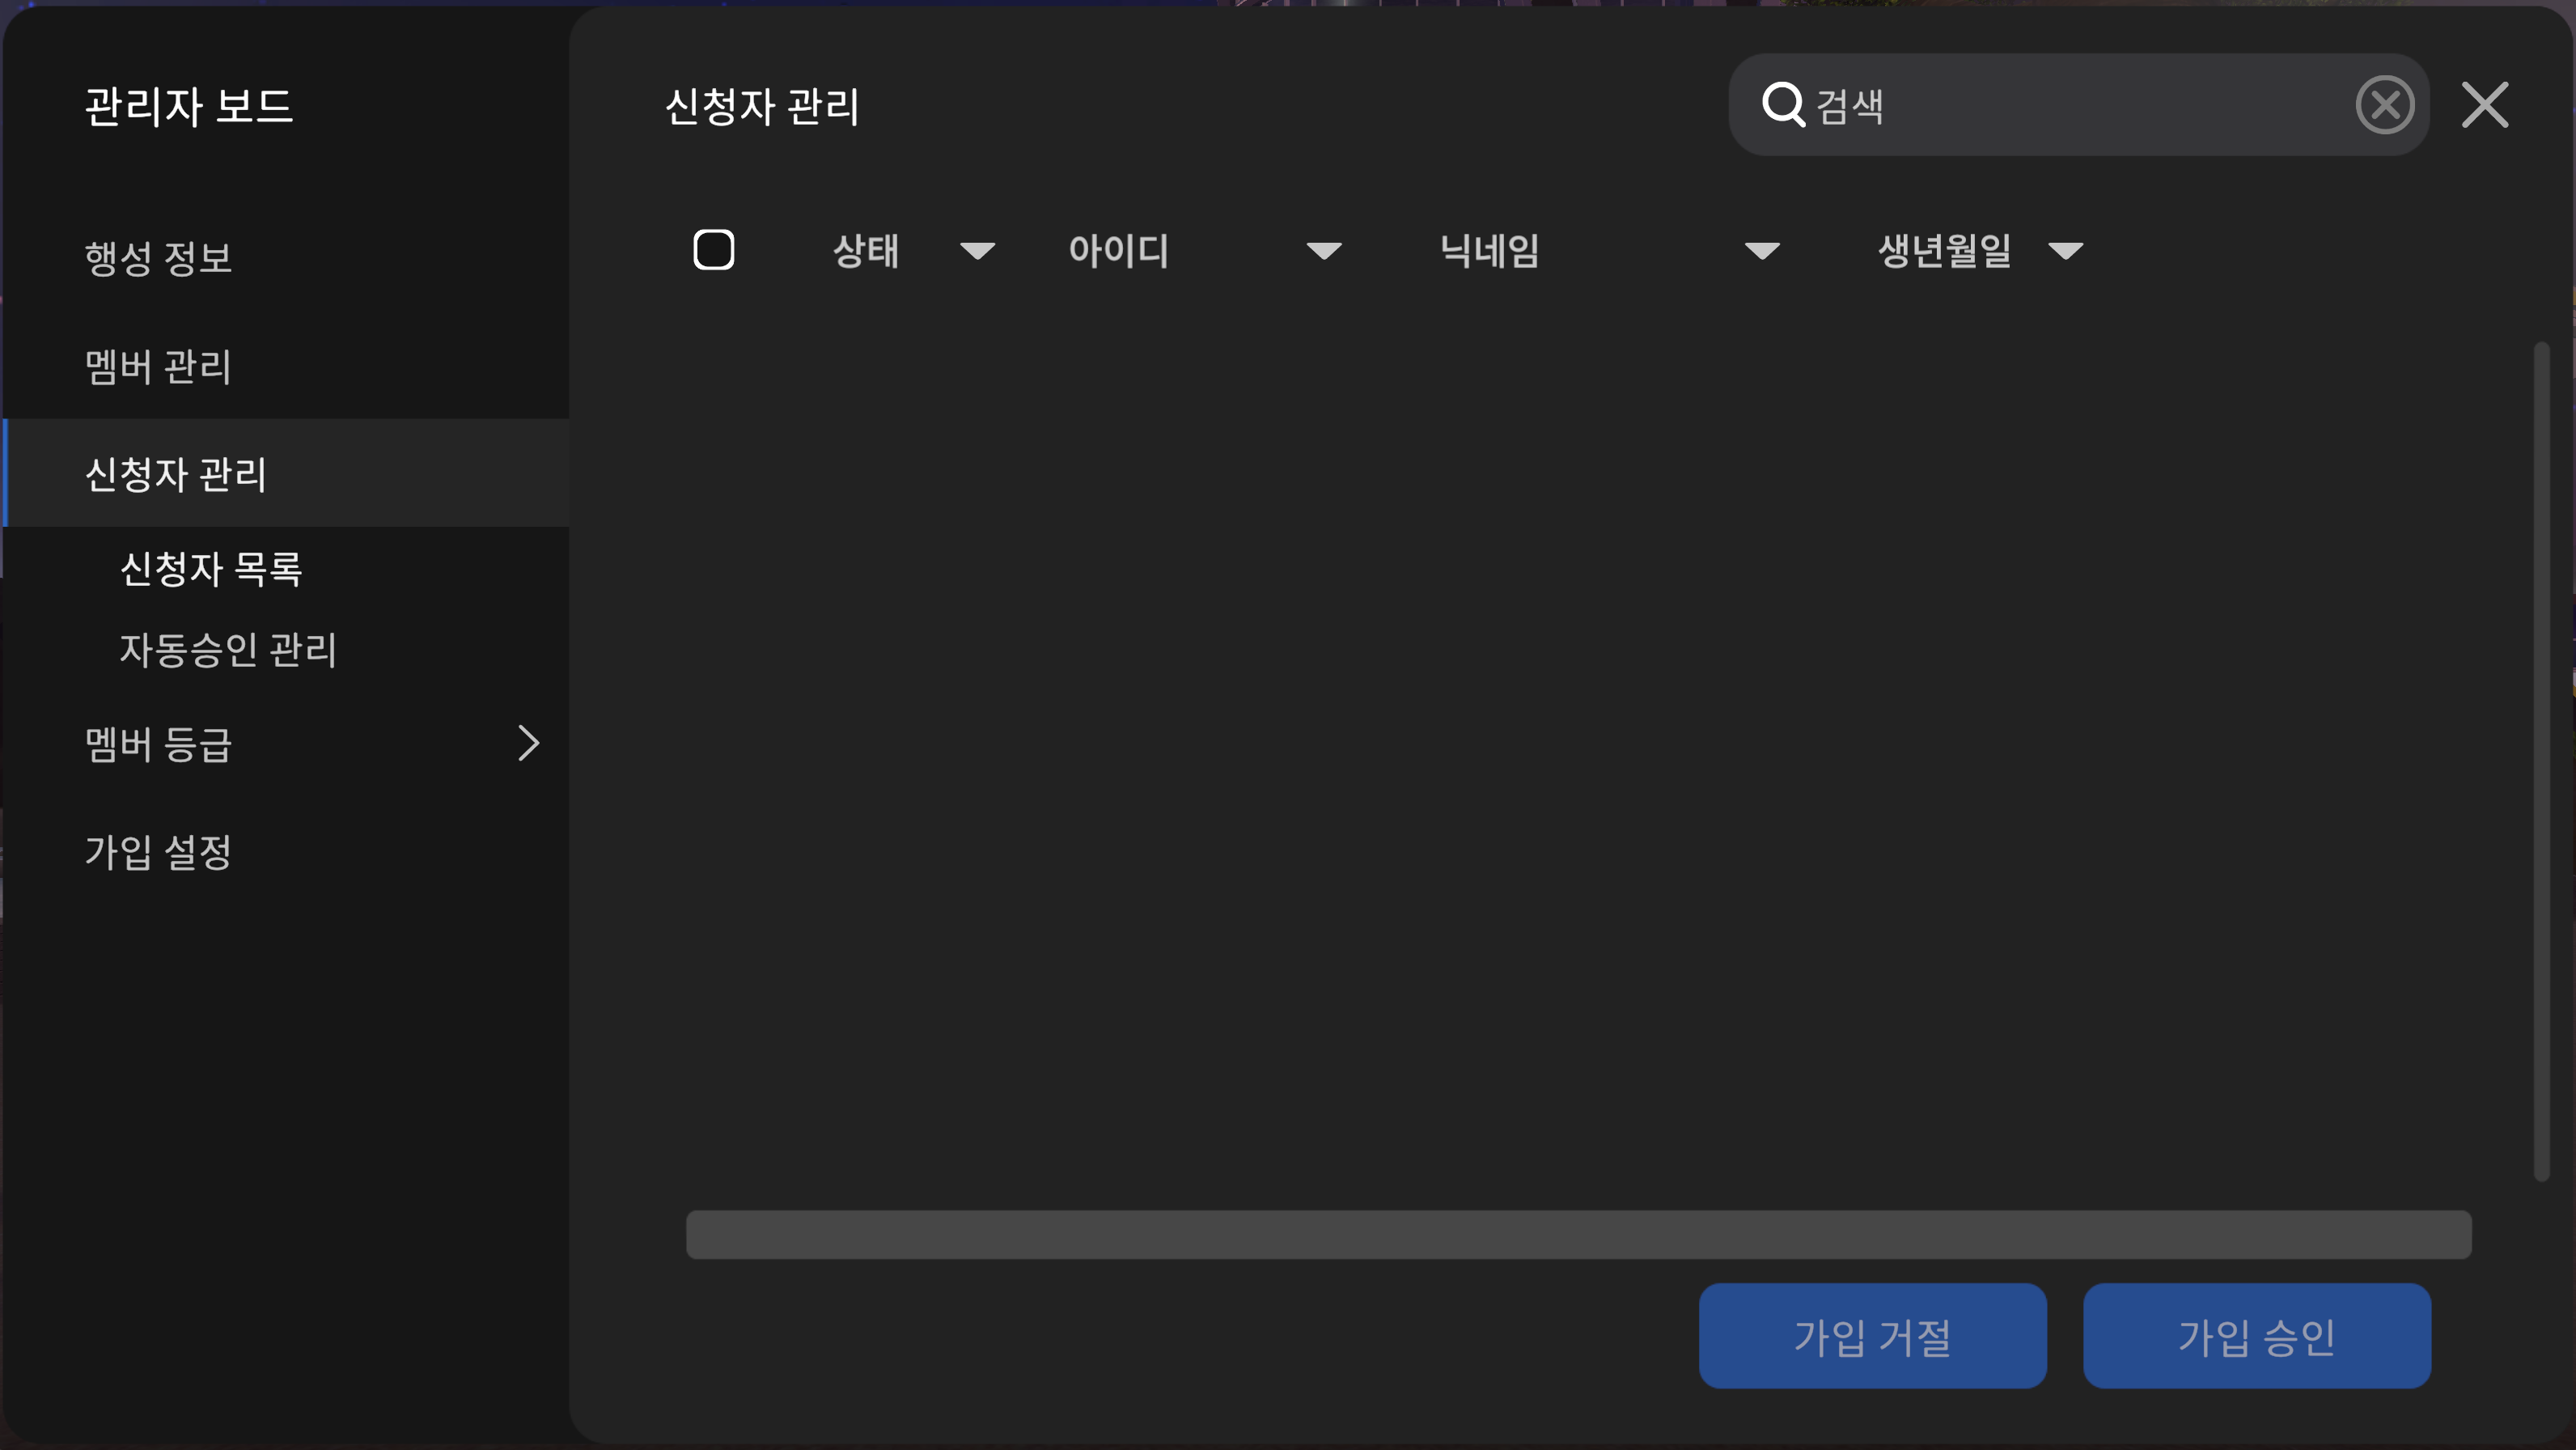 관리자 보드
행성 정보
멤버 관리
신청자 관리
신청자 목록
자동승인 관리
멤버 등급
가입 설정
신청자 관리
검색
상태 아이디 닉네임 생년월일
가입 거절 가입 승인